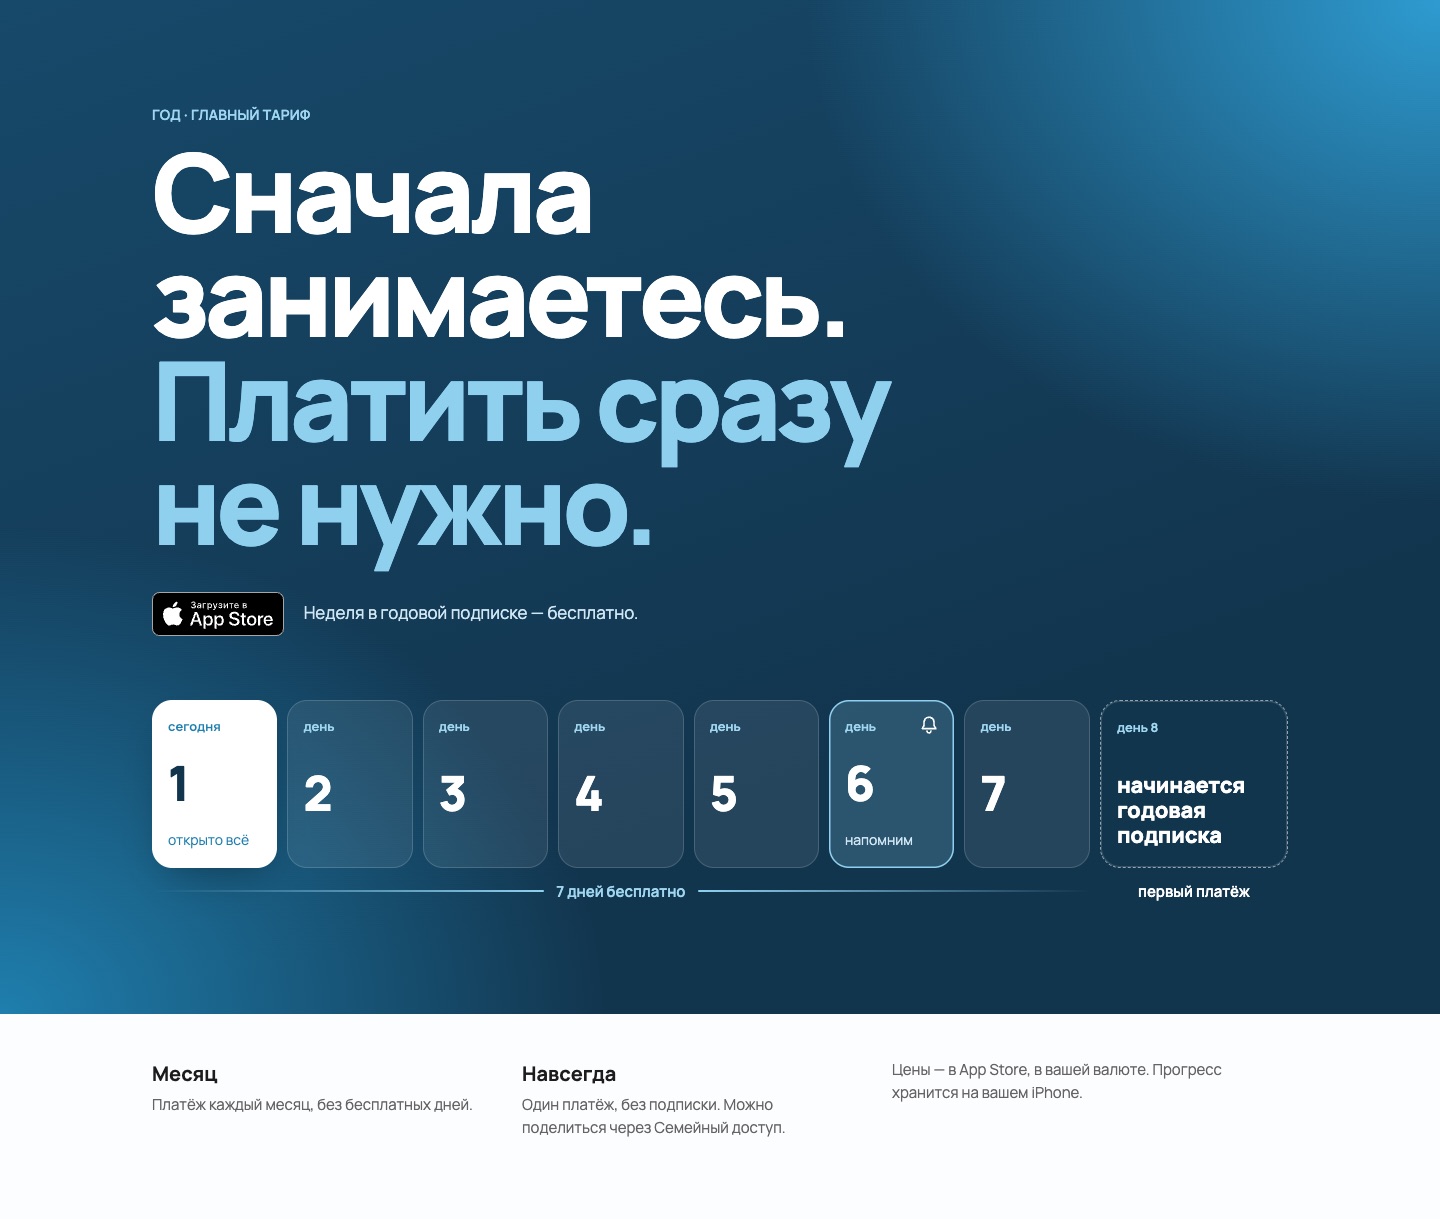 ГОД · ГЛАВНЫЙ ТАРИФ
Сначала
занимаетесь.
Платить сразу
не нужно.
Загрузите в
App Store
Неделя в годовой подписке — бесплатно.
сегодня
1
открыто всё
день
2
день
3
день
4
день
5
день
6
напомним
день
7
день 8
начинается
годовая
подписка
7 дней бесплатно
первый платёж
Месяц
Платёж каждый месяц, без бесплатных дней.
Навсегда
Один платёж, без подписки. Можно
поделиться через Семейный доступ.
Цены — в App Store, в вашей валюте. Прогресс
хранится на вашем iPhone.